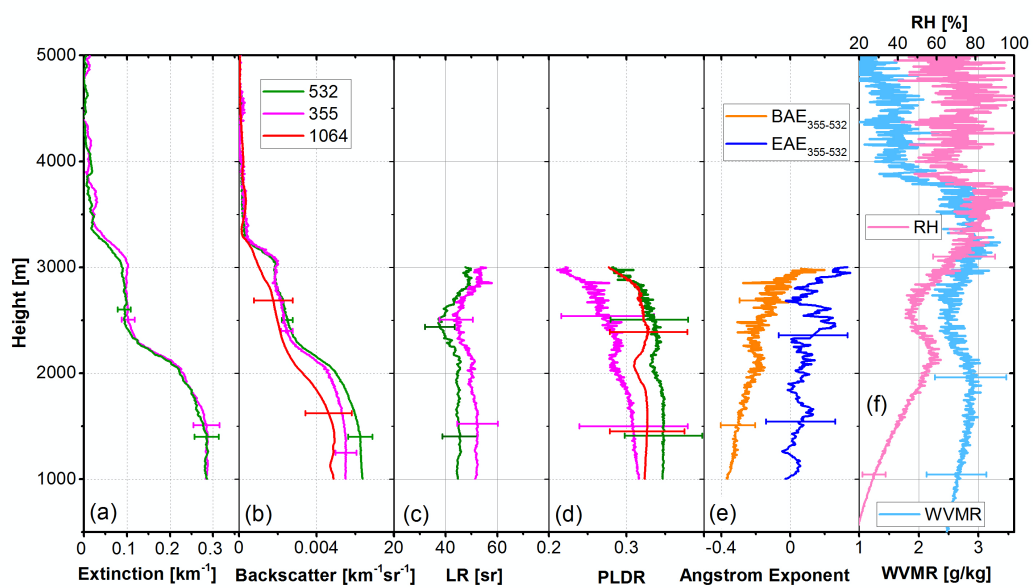 RH [%]
20 40 60 80 100
5000
4000
3000
2000
1000
Height [m]
532
355
1064
BAE355-532
EAE355-532
RH
WVMR
(a)
(b)
(c)
(d)
(e)
(f)
0 0.1 0.2 0.3
0 0.004
20 40 60
0.2 0.3
-0.4 0
1 2 3
Extinction [km-1]
Backscatter [km-1sr-1]
LR [sr]
PLDR
Angstrom Exponent
WVMR [g/kg]